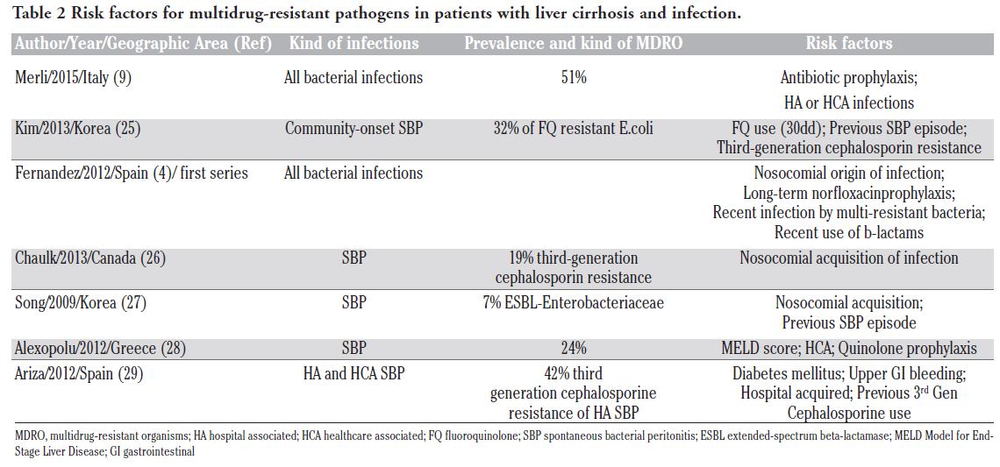 Table 2 Risk factors for multidrug-resistant pathogens in patients with liver cirrhosis and infection.
Author/Year/Geographic Area (Ref) Kind of infections Prevalence and kind of MDRO Risk factors
Merli/2015/Italy (9) All bacterial infections 51% Antibiotic prophylaxis;
HA or HCA infections
Kim/2013/Korea (25) Community-onset SBP 32% of FQ resistant E.coli FQ use (30dd); Previous SBP episode;
Third-generation cephalosporin resistance
Fernandez/2012/Spain (4)/ first series All bacterial infections Nosocomial origin of infection;
Long-term norfloxacinprophylaxis;
Recent infection by multi-resistant bacteria;
Recent use of b-lactams
Chaulk/2013/Canada (26) SBP 19% third-generation Nosocomial acquisition of infection
cephalosporin resistance
Song/2009/Korea (27) SBP 7% ESBL-Enterobacteriaceae Nosocomial acquisition;
Previous SBP episode
Alexopolu/2012/Greece (28) SBP 24% MELD score; HCA; Quinolone prophylaxis
Ariza/2012/Spain (29) HA and HCA SBP 42% third Diabetes mellitus; Upper GI bleeding;
generation cephalosporine Hospital acquired; Previous 3rd Gen
resistance of HA SBP Cephalosporine use
MDRO, multidrug-resistant organisms; HA hospital associated; HCA healthcare associated; FQ fluoroquinolone; SBP spontaneous bacterial peritonitis; ESBL extended-spectrum beta-lactamase; MELD Model for End-
Stage Liver Disease; GI gastrointestinal